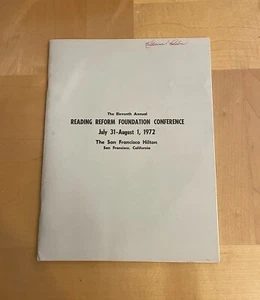 The Eleventh Annual
READING REFORM FOUNDATION CONFERENCE
July 31-August 1, 1972
The San Francisco Hilton
San Francisco, California